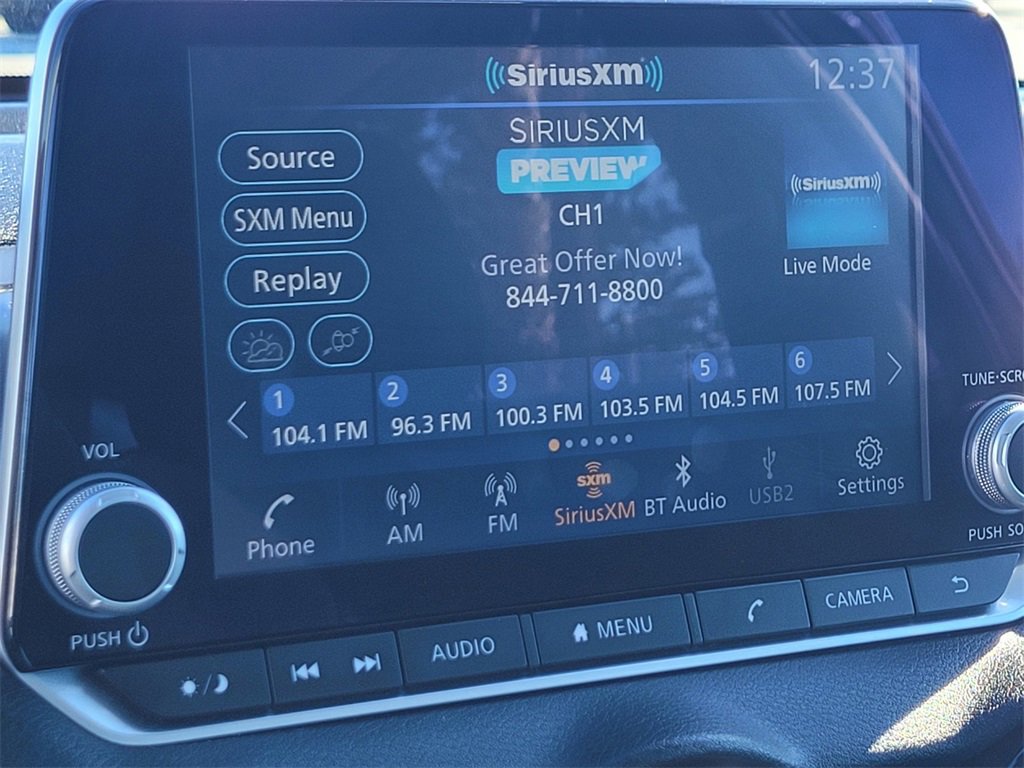 SiriusXM
12:37
SIRIUSXM
PREVIEW
CH1
Great Offer Now!
844-711-8800
Source
SXM Menu
Replay
SiriusXM
Live Mode
1 104.1 FM
2 96.3 FM
3 100.3 FM
4 103.5 FM
5 104.5 FM
6 107.5 FM
Phone
AM
FM
sxm
SiriusXM
BT Audio
USB2
Settings
VOL
PUSH
TUNE·SCRO
PUSH SO
AUDIO
MENU
CAMERA